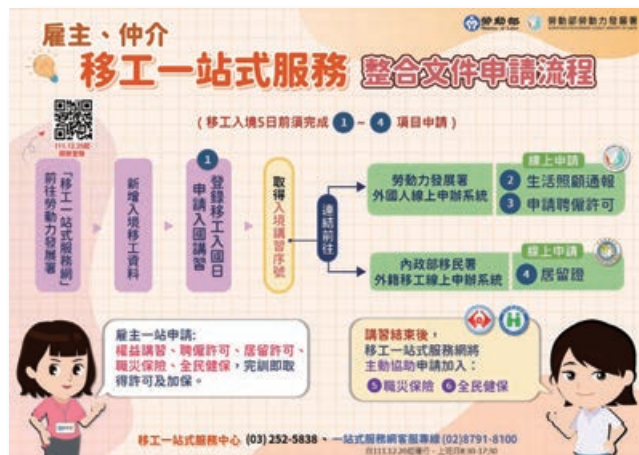 勞動部
Ministry of Labor
勞動部勞動力發展署
雇主、仲介
移工一站式服務 整合文件申請流程
(移工入境5日前須完成 1 - 4 項目申請)
111.12.20起
「移工一站式服務網」
前往勞動力發展署
新增入境移工資料
1
登錄移工入國日
申請入國講習
取得入境講習序號
連結前往
勞動力發展署
外國人線上申辦系統
線上申請
2 生活照顧通報
3 申請聘僱許可
內政部移民署
外籍移工線上申辦系統
線上申請
4 居留證
雇主一站申請:
權益講習、聘僱許可、居留許可、
職災保險、全民健保,完訓即取
得許可及加保。
講習結束後,
移工一站式服務網將
主動協助申請加入:
5 職災保險 6 全民健保
移工一站式服務中心 (03)252-5838、一站式服務網客服專線 (02)8791-8100